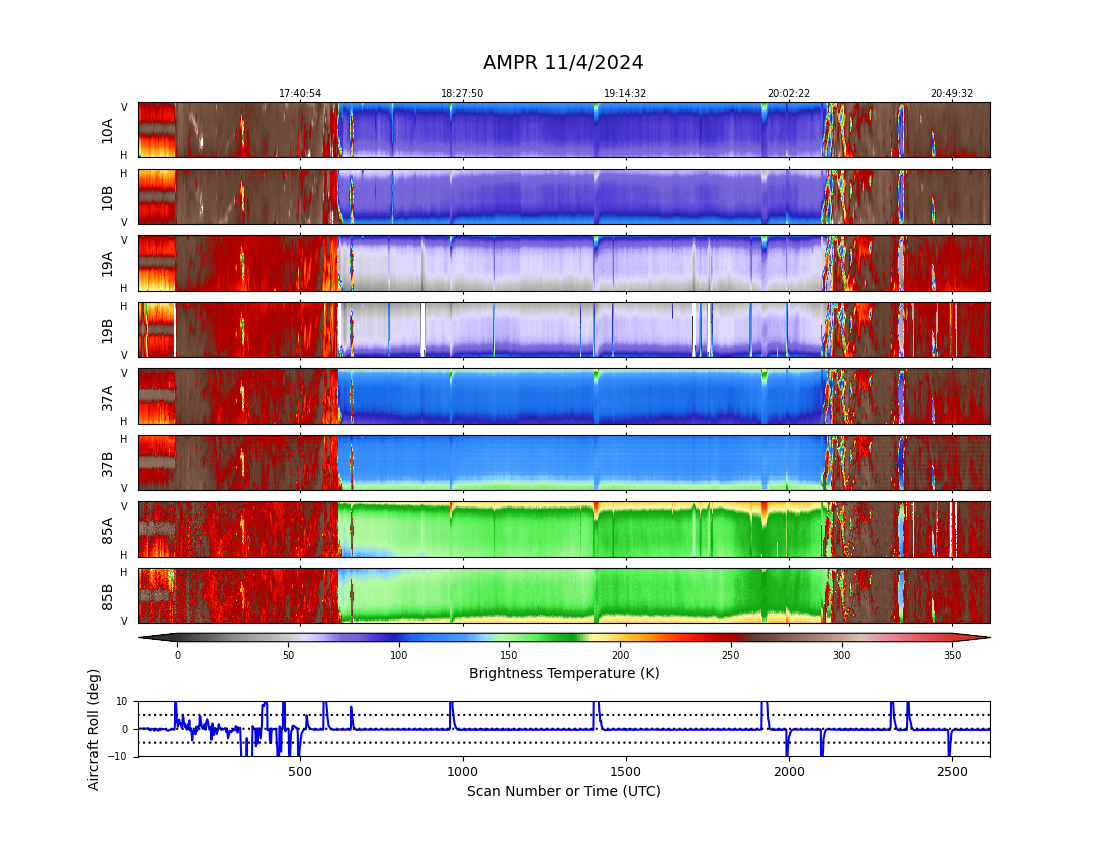 AMPR 11/4/2024
17:40:54 18:27:50 19:14:32 20:02:22 20:49:32
V
10A
H
H
10B
V
V
19A
H
H
19B
V
V
37A
H
H
37B
V
V
85A
H
H
85B
V
0 50 100 150 200 250 300 350
Brightness Temperature (K)
Aircraft Roll (deg)
10
0
−10
500 1000 1500 2000 2500
Scan Number or Time (UTC)